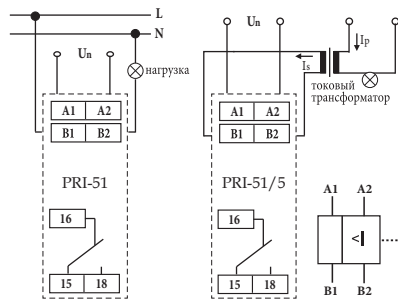 L
N
Un
нагрузка
A1 A2
B1 B2
PRI-51
16
15 18
Un
Ip
Is
токовый
трансформатор
A1 A2
B1 B2
PRI-51/5
16
15 18
A1 A2
<I
B1 B2